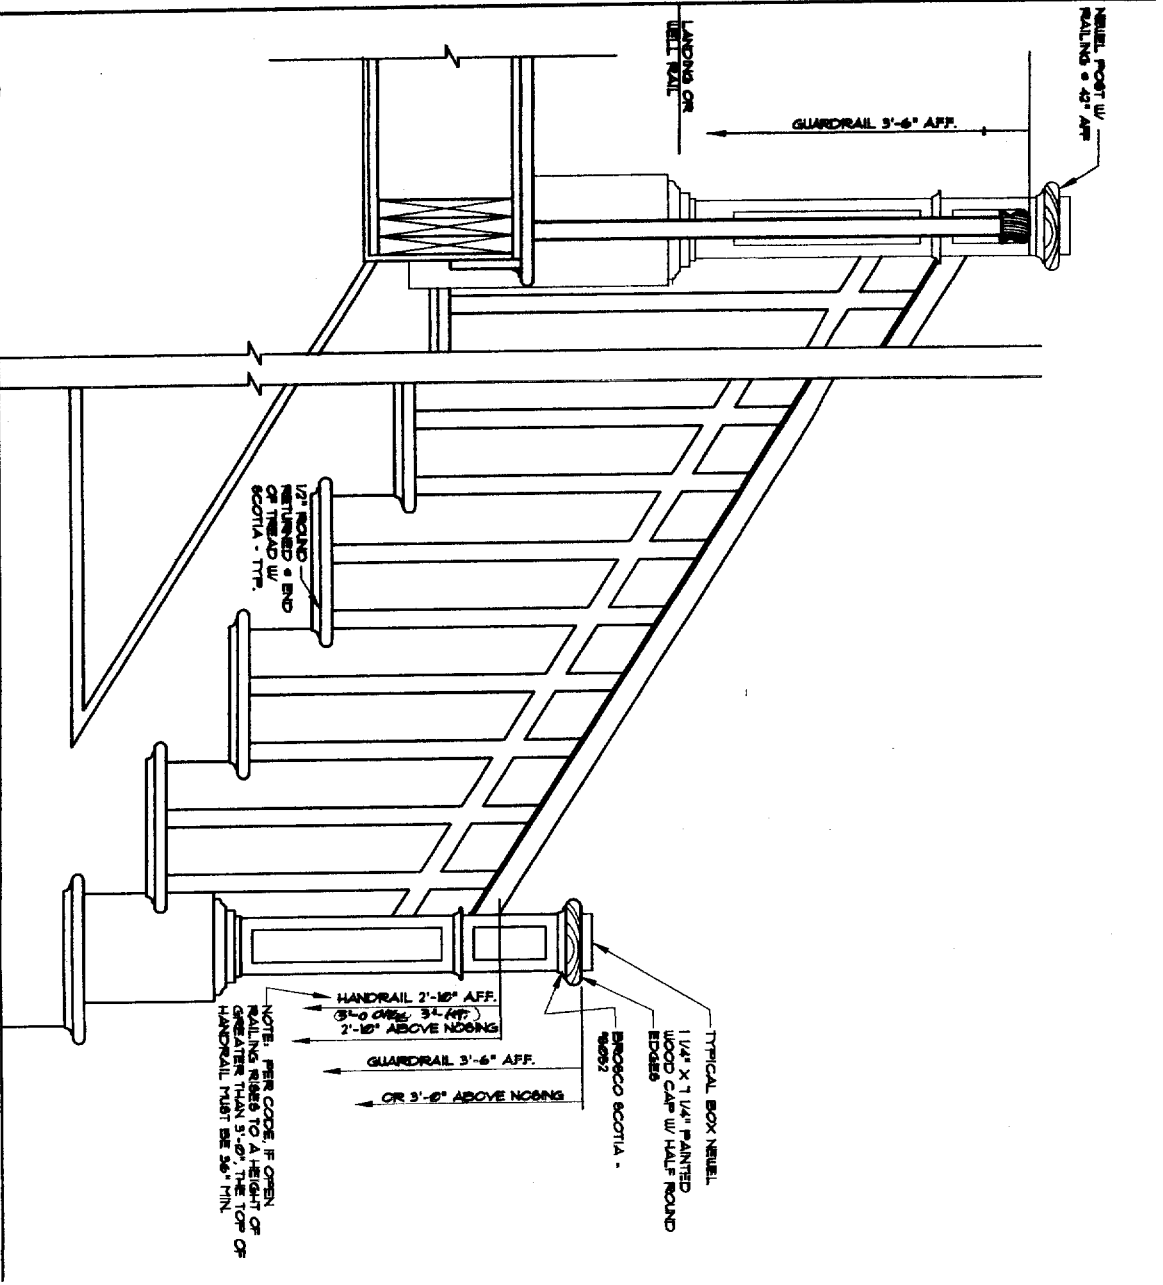 NEWEL POST W/
RAILING @ 42" AFF
LANDING OR
WELL RAIL
GUARDRAIL 3'-6" AFF.
1/2" ROUND
RETURNED @ END
OF TREAD W/
SCOTIA - TYP.
TYPICAL BOX NEWEL
1 1/4" X 7 1/4" PAINTED
WOOD CAP W/ HALF ROUND
EDGES
BROSCO SCOTIA -
HANDRAIL 2'-10" AFF.
2'-10" ABOVE NOSING
GUARDRAIL 3'-6" AFF.
OR 3'-0" ABOVE NOSING
NOTE: PER CODE, IF OPEN
RAILING RISES TO A HEIGHT OF
GREATER THAN 3'-0", THE TOP OF
HANDRAIL MUST BE 36" MIN.